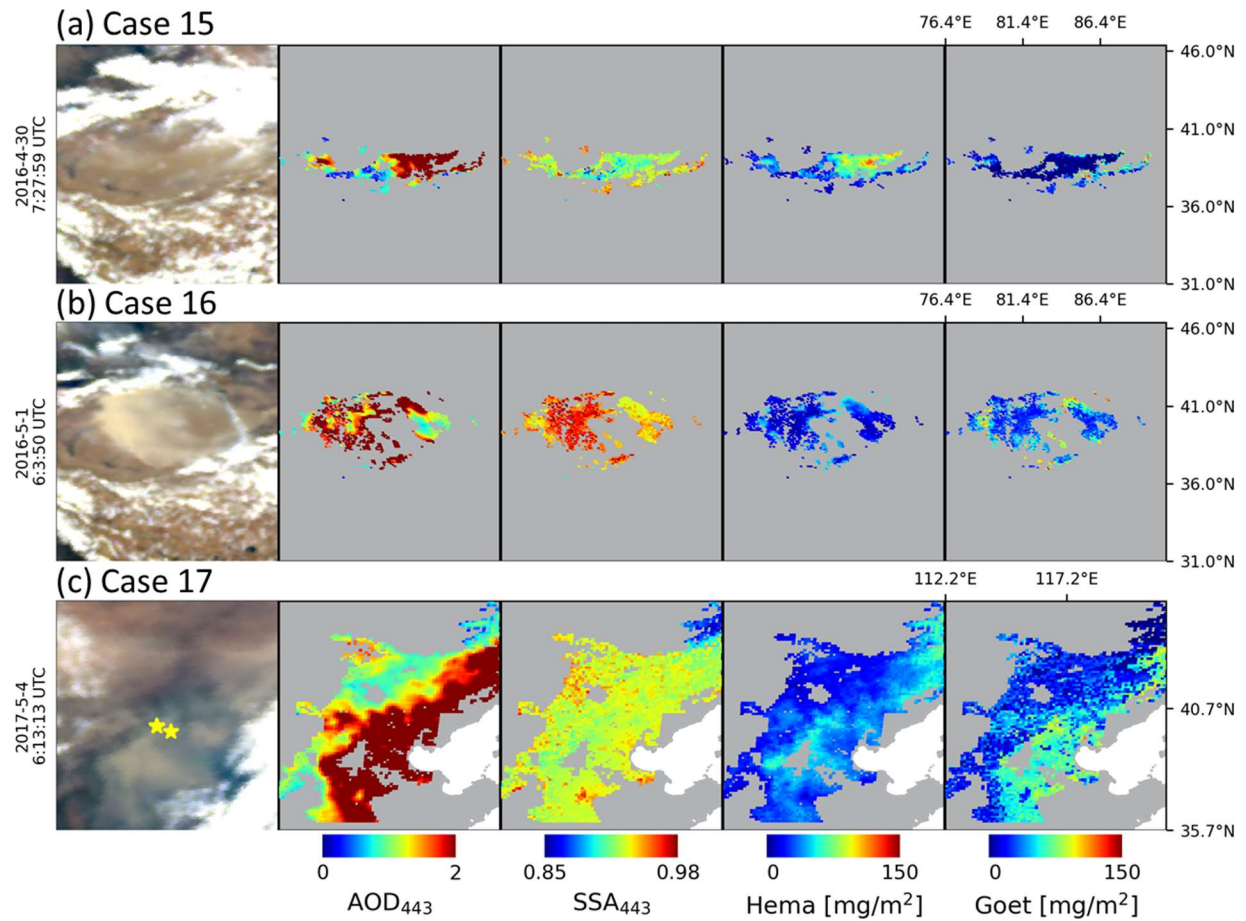 (a) Case 15
76.4°E 81.4°E 86.4°E
46.0°N
41.0°N
36.0°N
31.0°N
2016-4-30
7:27:59 UTC
(b) Case 16
76.4°E 81.4°E 86.4°E
46.0°N
41.0°N
36.0°N
31.0°N
2016-5-1
6:3:50 UTC
(c) Case 17
112.2°E 117.2°E
40.7°N
35.7°N
2017-5-4
6:13:13 UTC
0 2 0.85 0.98 0 150 0 150
AOD₄₄₃ SSA₄₄₃ Hema [mg/m²] Goet [mg/m²]